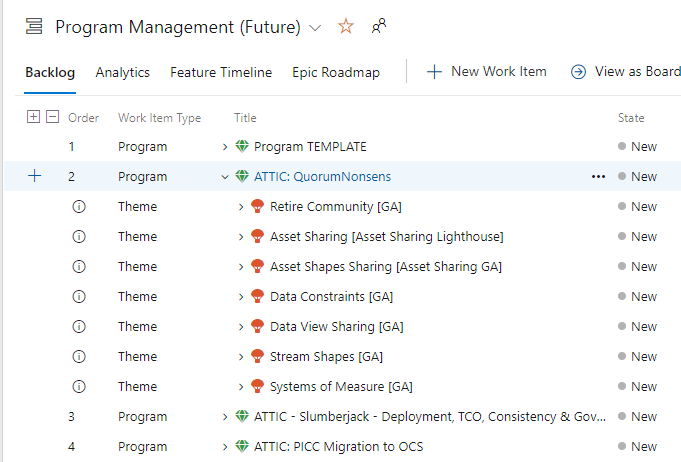 Program Management (Future)
Backlog Analytics Feature Timeline Epic Roadmap New Work Item View as Board
Order Work Item Type Title State
1 Program Program TEMPLATE New
2 Program ATTIC: QuorumNonsens ... New
Theme Retire Community [GA] New
Theme Asset Sharing [Asset Sharing Lighthouse] New
Theme Asset Shapes Sharing [Asset Sharing GA] New
Theme Data Constraints [GA] New
Theme Data View Sharing [GA] New
Theme Stream Shapes [GA] New
Theme Systems of Measure [GA] New
3 Program ATTIC - Slumberjack - Deployment, TCO, Consistency & Gov... New
4 Program ATTIC: PICC Migration to OCS New